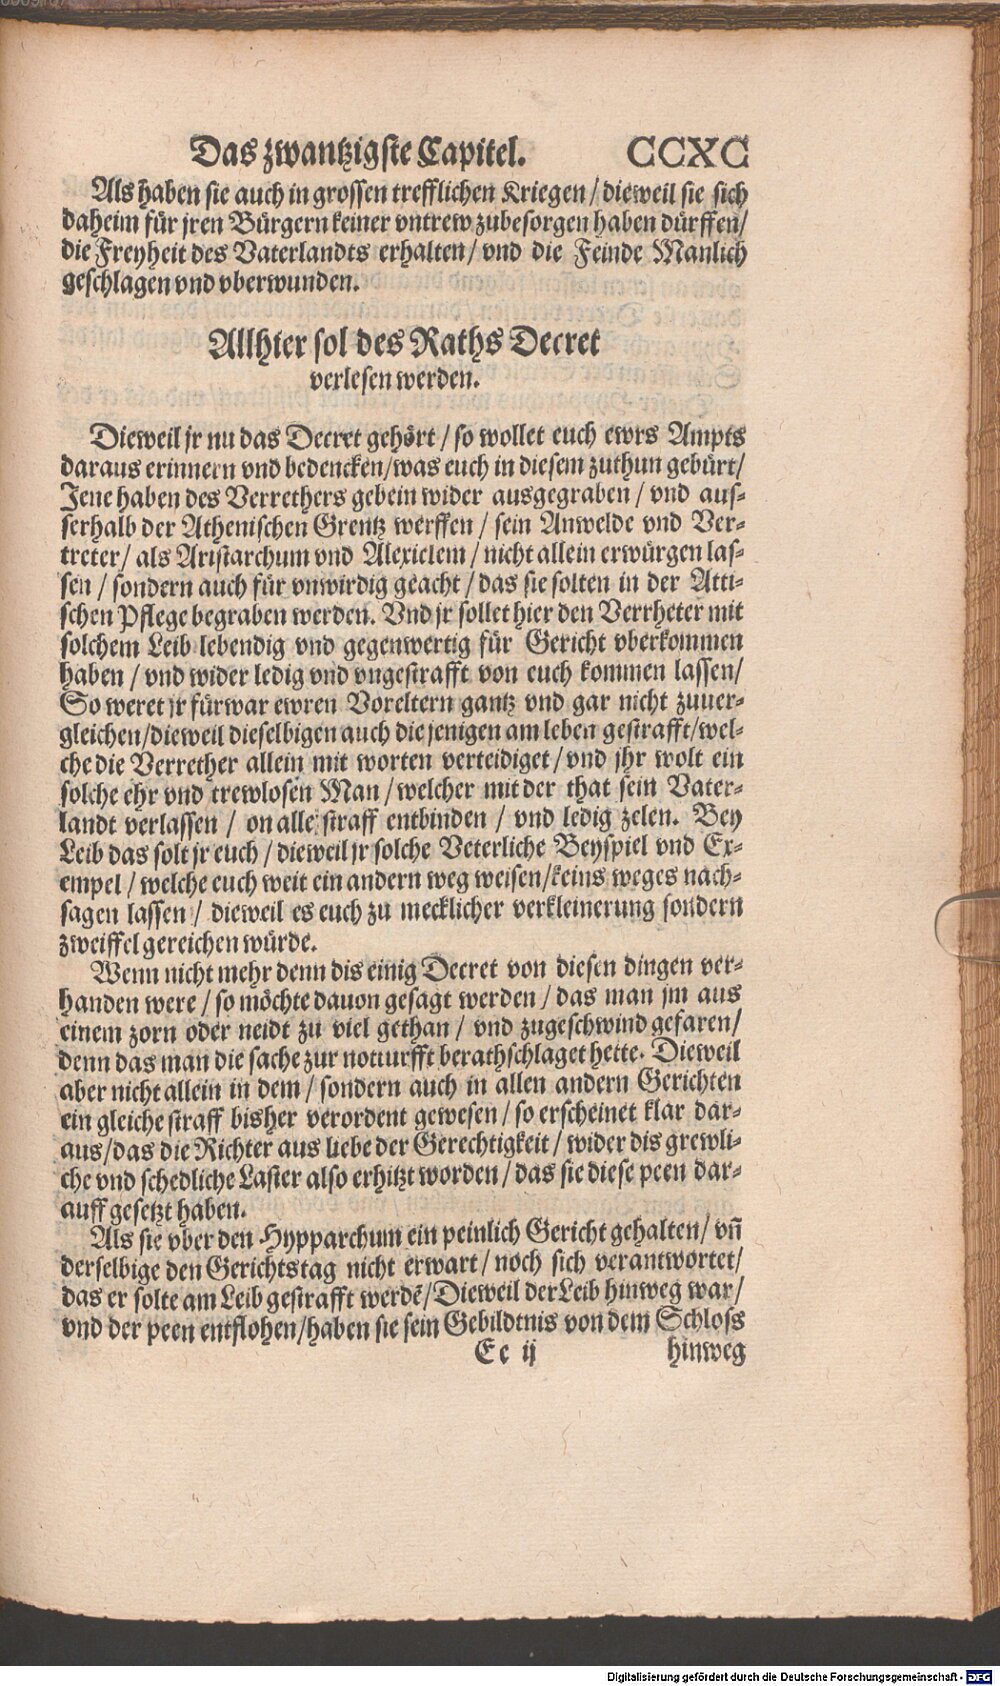 Das zwantzigste Capitel. CCXC
Als haben sie auch in grossen trefflichen Kriegen / dieweil sie sich
daheim für jren Bürgern keiner vntrew zubesorgen haben dürffen /
die Freyheit des Vaterlandts erhalten / vnd die Feinde Manlich
geschlagen vnd vberwunden.
Allhier sol des Raths Decret
verlesen werden.
Dieweil jr nu das Decret gehört / so wollet euch ewrs Ampts
daraus erinnern vnd bedencken / was euch in diesem zuthun gebürt /
Jene haben des Verrethers gebein wider ausgegraben / vnd aus-
serhalb der Athenischen Grentz werffen / sein Anwelde vnd Ver-
treter / als Aristarchum vnd Alexiclem / nicht allein erwürgen las-
sen / sondern auch für vnwirdig geacht / das sie solten in der Atti-
schen Pflege begraben werden. Vnd jr sollet hier den Verrheter mit
solchem Leib lebendig vnd gegenwertig für Gericht vberkommen
haben / vnd wider ledig vnd vngestrafft von euch kommen lassen /
So weret jr fürwar ewren Voreltern gantz vnd gar nicht zuuer-
gleichen / dieweil dieselbigen auch die jenigen am leben gestrafft / wel-
che die Verrether allein mit worten verteidiget / vnd jhr wolt ein
solche ehr vnd trewlosen Man / welcher mit der that sein Vater-
landt verlassen / on alle straff entbinden / vnd ledig zelen. Bey
Leib das solt jr euch / dieweil jr solche Veterliche Beyspiel vnd Ex-
empel / welche euch weit ein andern weg weisen / keins weges nach-
sagen lassen / dieweil es euch zu mecklicher verkleinerung sondern
zweiffel gereichen würde.
Wenn nicht mehr denn dis einig Decret von diesen dingen ver-
handen were / so möchte dauon gesagt werden / das man jm aus
einem zorn oder neidt zu viel gethan / vnd zugeschwind gefaren /
denn das man die sache zur notturfft berathschlaget hette. Dieweil
aber nicht allein in dem / sondern auch in allen andern Gerichten
ein gleiche straff bisher verordent gewesen / so erscheinet klar dar-
aus / das die Richter aus liebe der Gerechtigkeit / wider dis grewli-
che vnd schedliche Laster also erhitzt worden / das sie diese peen dar-
auff gesetzt haben.
Als sie vber den Hypparchum ein peinlich Gericht gehalten / vn̄
derselbige den Gerichtstag nicht erwart / noch sich verantwortet /
das er solte am Leib gestrafft werdē / Dieweil der Leib hinweg war /
vnd der peen entflohen / haben sie sein Gebildtnis von dem Schloss
Ee ij hinweg
Digitalisierung gefördert durch die Deutsche Forschungsgemeinschaft - DFG